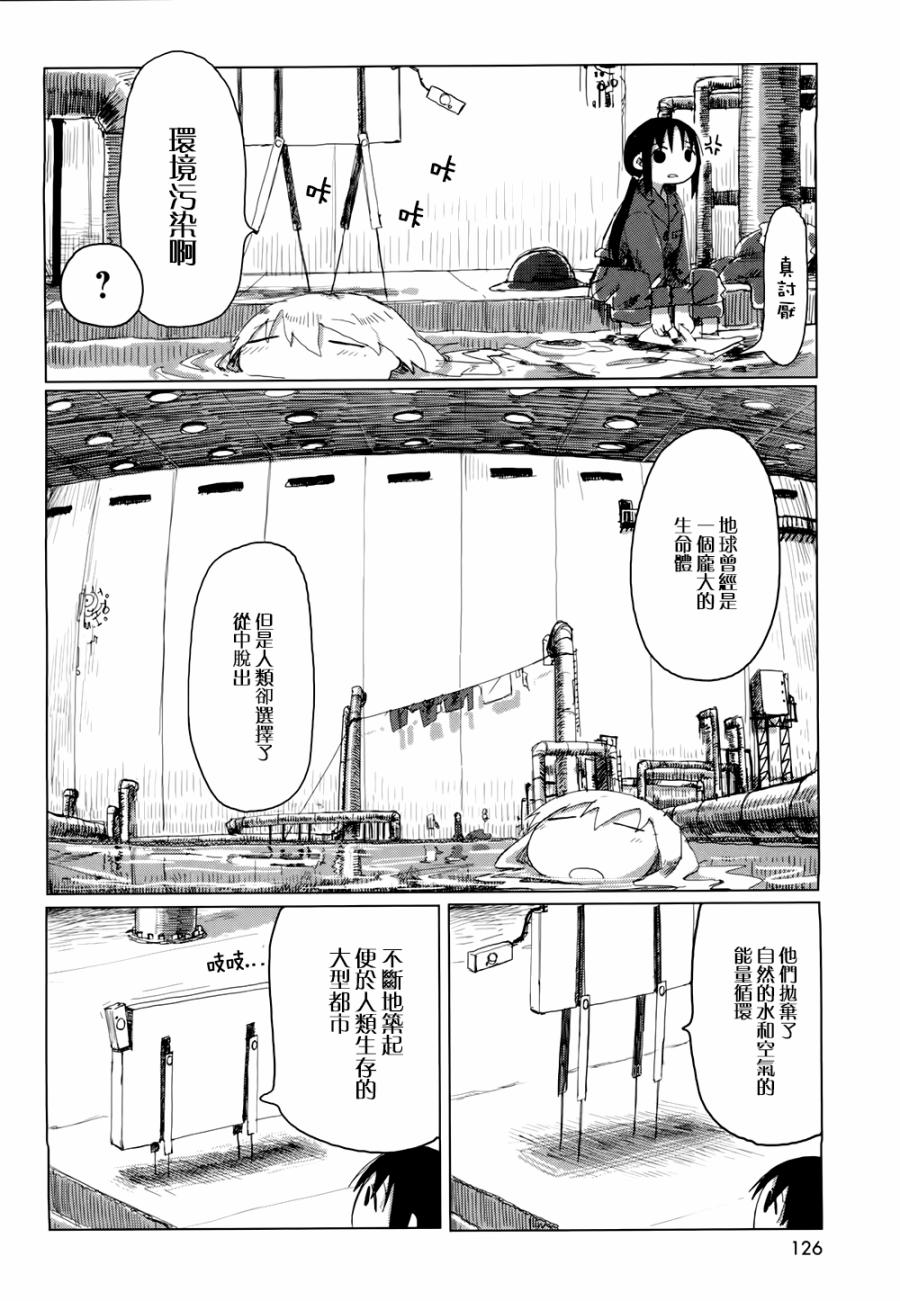 真討厭
咔
咔
咔
環境污染啊
？
地球曾經是
一個龐大的
生命體
但是人類卻選擇了
從中脫出
他們拋棄了
自然的水和空氣的
能量循環
不斷地築起
便於人類生存的
大型都市
吱吱…
126